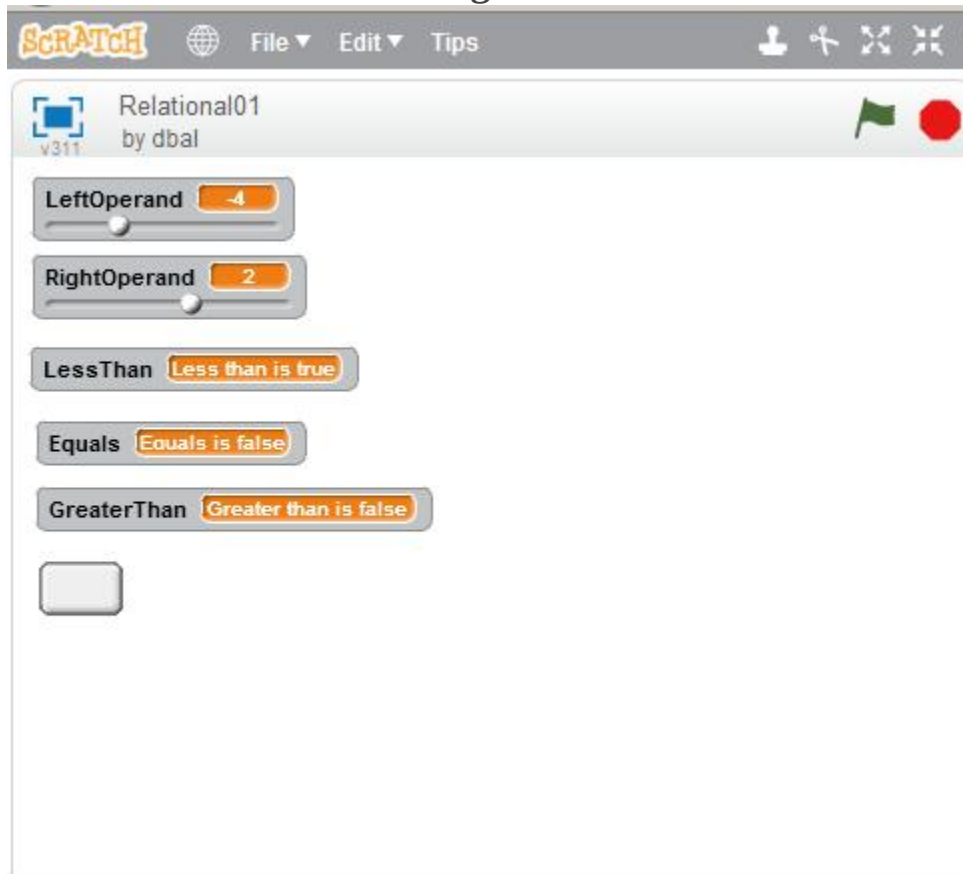 SCRATCH File Edit Tips
Relational01
by dbal
v311
LeftOperand -4
RightOperand 2
LessThan Less than is true
Equals Equals is false
GreaterThan Greater than is false